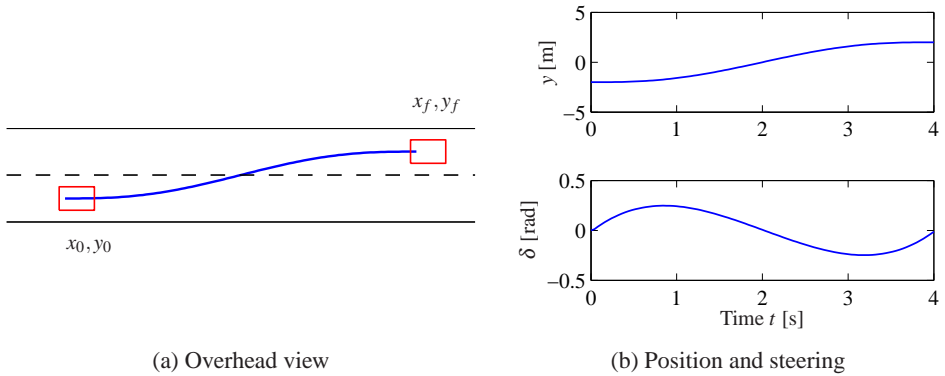 x_f, y_f
x_0, y_0
(a) Overhead view
5
0
−5
y [m]
0 1 2 3 4
0.5
0
−0.5
δ [rad]
0 1 2 3 4
Time t [s]
(b) Position and steering